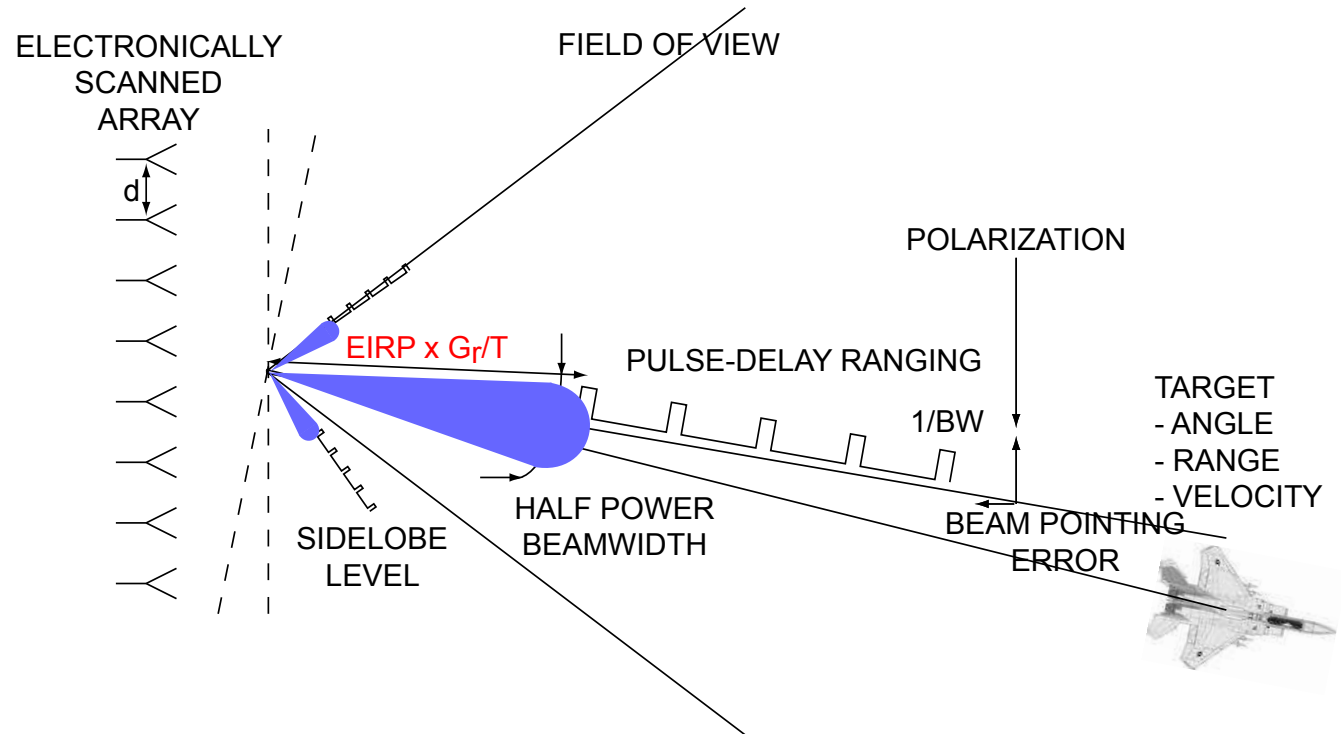 ELECTRONICALLY
SCANNED
ARRAY
d
FIELD OF VIEW
EIRP x Gr/T
PULSE-DELAY RANGING
POLARIZATION
1/BW
TARGET
- ANGLE
- RANGE
- VELOCITY
BEAM POINTING
ERROR
HALF POWER
BEAMWIDTH
SIDELOBE
LEVEL